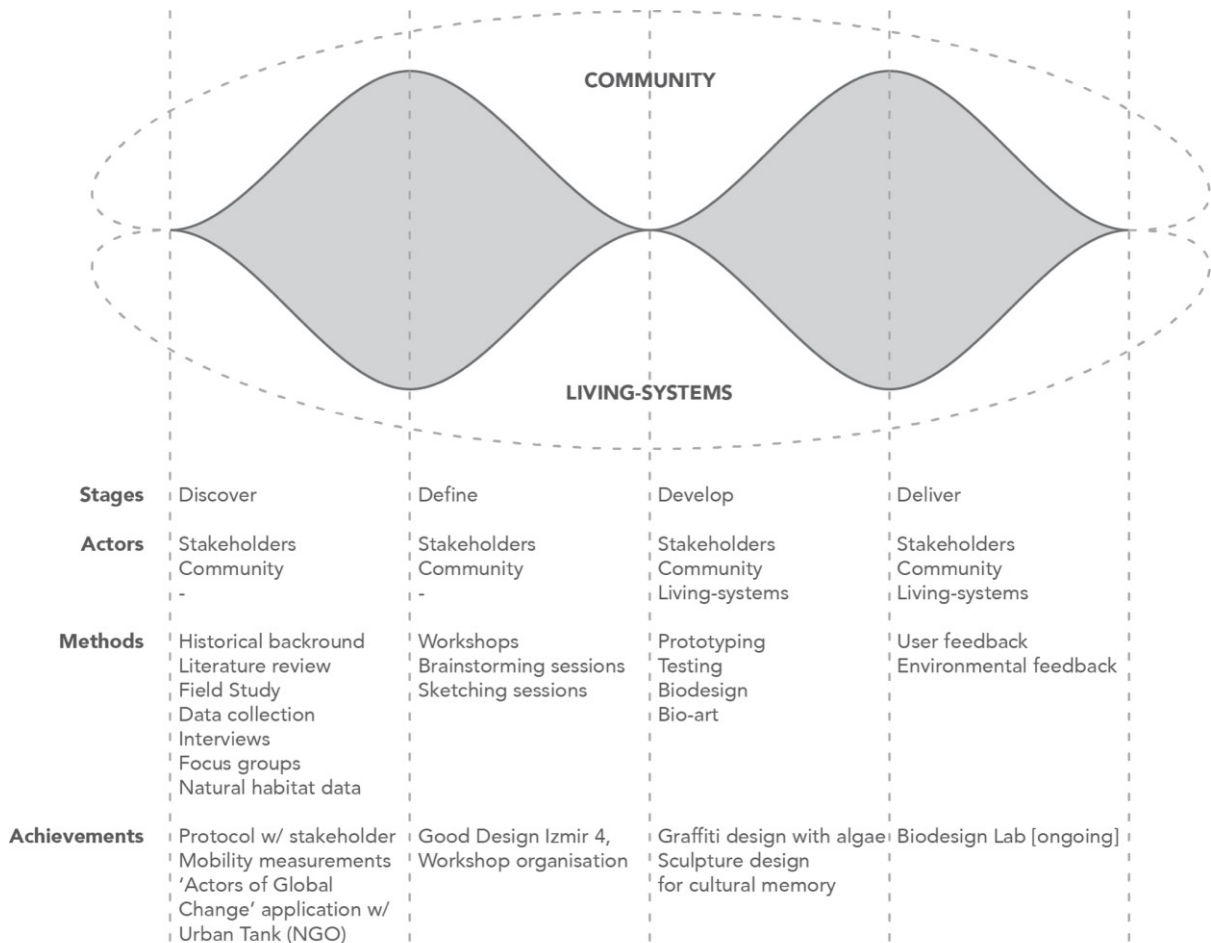 COMMUNITY
LIVING-SYSTEMS
Stages
Discover
Define
Develop
Deliver
Actors
Stakeholders
Community
-
Stakeholders
Community
-
Stakeholders
Community
Living-systems
Stakeholders
Community
Living-systems
Methods
Historical backround
Literature review
Field Study
Data collection
Interviews
Focus groups
Natural habitat data
Workshops
Brainstorming sessions
Sketching sessions
Prototyping
Testing
Biodesign
Bio-art
User feedback
Environmental feedback
Achievements
Protocol w/ stakeholder
Mobility measurements
‘Actors of Global
Change’ application w/
Urban Tank (NGO)
Good Design Izmir 4,
Workshop organisation
Graffiti design with algae
Sculpture design
for cultural memory
Biodesign Lab [ongoing]